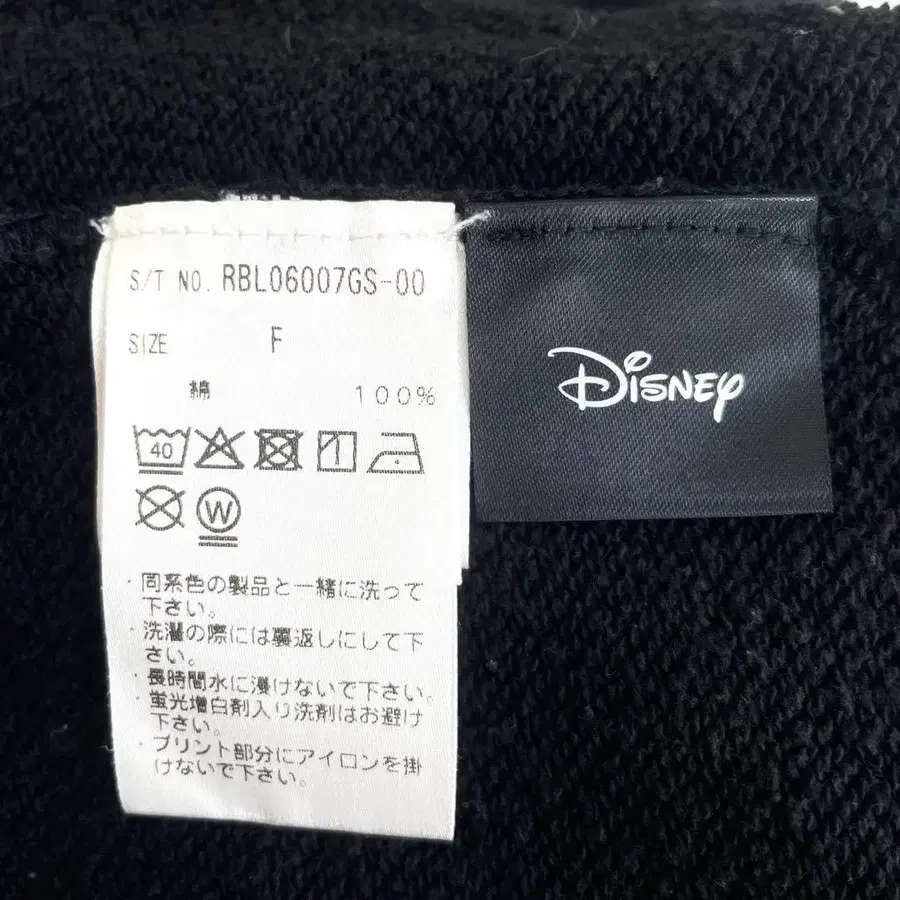 S/T NO. RBL06007GS-00
SIZE F
綿 100%
40
W
・同系色の製品と一緒に洗って
下さい。
・洗濯の際には裏返しにして下
さい。
・長時間水に浸けないで下さい。
・蛍光増白剤入り洗剤はお避け
下さい。
・プリント部分にアイロンを掛
けないで下さい。
Disney